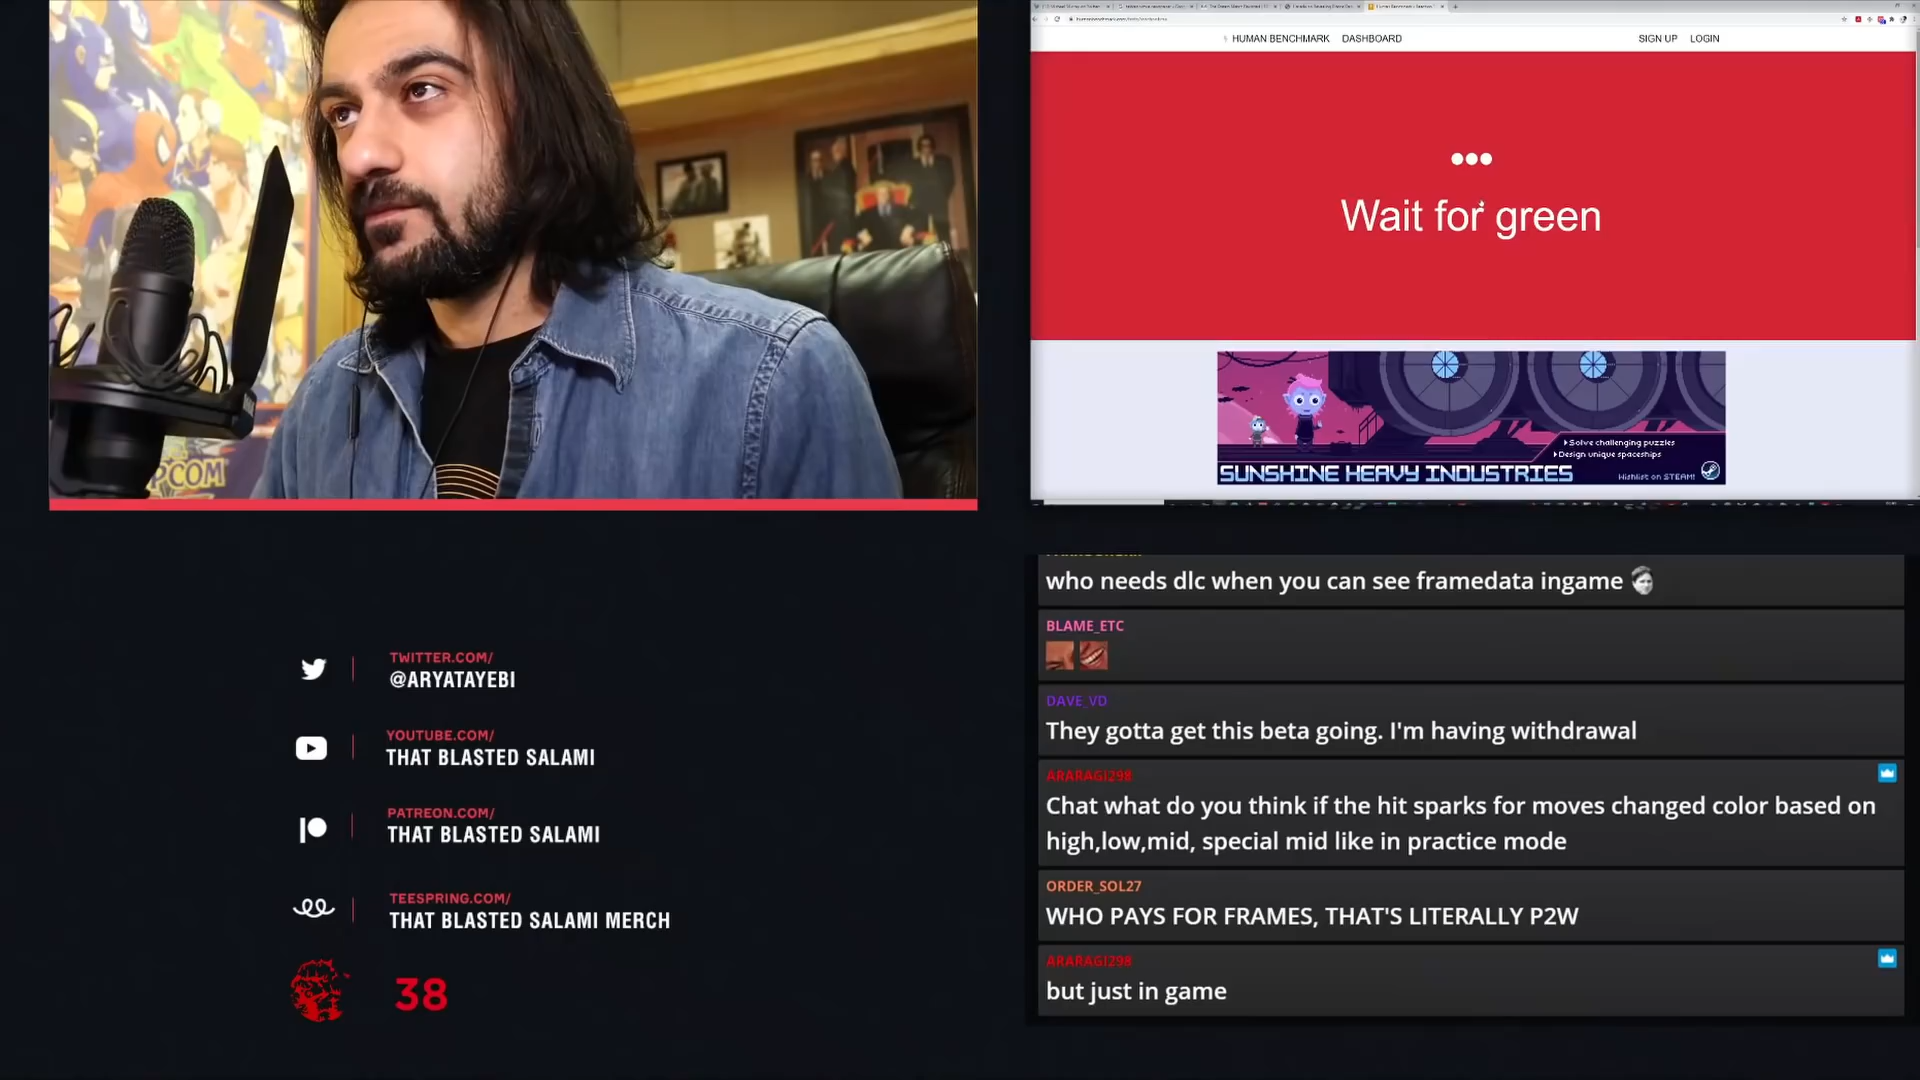 HUMAN BENCHMARK DASHBOARD SIGN UP LOGIN
Wait for green
Solve challenging puzzles
Design unique spaceships
SUNSHINE HEAVY INDUSTRIES
Wishlist on STEAM!
PCOM
TWITTER.COM/
@ARYATAYEBI
YOUTUBE.COM/
THAT BLASTED SALAMI
PATREON.COM/
THAT BLASTED SALAMI
TEESPRING.COM/
THAT BLASTED SALAMI MERCH
38
who needs dlc when you can see framedata ingame
BLAME_ETC
DAVE_VD
They gotta get this beta going. I'm having withdrawal
ARARAGI298
Chat what do you think if the hit sparks for moves changed color based on
high,low,mid, special mid like in practice mode
ORDER_SOL27
WHO PAYS FOR FRAMES, THAT'S LITERALLY P2W
ARARAGI298
but just in game